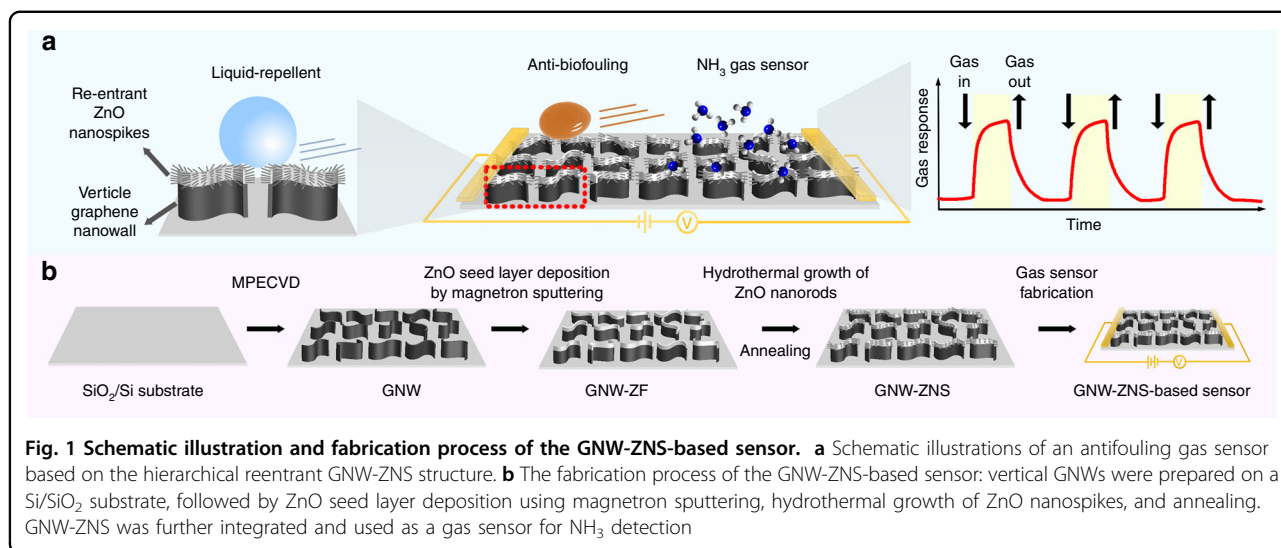 a
Liquid-repellent
Re-entrant
ZnO
nanospikes
Verticle
graphene
nanowall
Anti-biofouling
NH₃ gas sensor
V
Gas
in
Gas
out
Gas response
Time
b
MPECVD
ZnO seed layer deposition
by magnetron sputtering
Hydrothermal growth of
ZnO nanorods
Annealing
Gas sensor
fabrication
V
SiO₂/Si substrate
GNW
GNW-ZF
GNW-ZNS
GNW-ZNS-based sensor
Fig. 1 Schematic illustration and fabrication process of the GNW-ZNS-based sensor. a Schematic illustrations of an antifouling gas sensor
based on the hierarchical reentrant GNW-ZNS structure. b The fabrication process of the GNW-ZNS-based sensor: vertical GNWs were prepared on a
Si/SiO₂ substrate, followed by ZnO seed layer deposition using magnetron sputtering, hydrothermal growth of ZnO nanospikes, and annealing.
GNW-ZNS was further integrated and used as a gas sensor for NH₃ detection